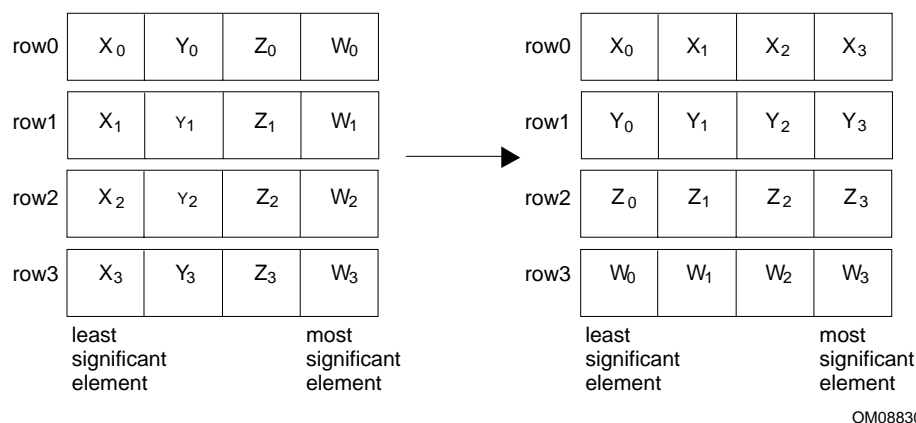 row0 X0 Y0 Z0 W0 row0 X0 X1 X2 X3
row1 X1 Y1 Z1 W1 row1 Y0 Y1 Y2 Y3
row2 X2 Y2 Z2 W2 row2 Z0 Z1 Z2 Z3
row3 X3 Y3 Z3 W3 row3 W0 W1 W2 W3
least most least most
significant significant significant significant
element element element element
OM08830